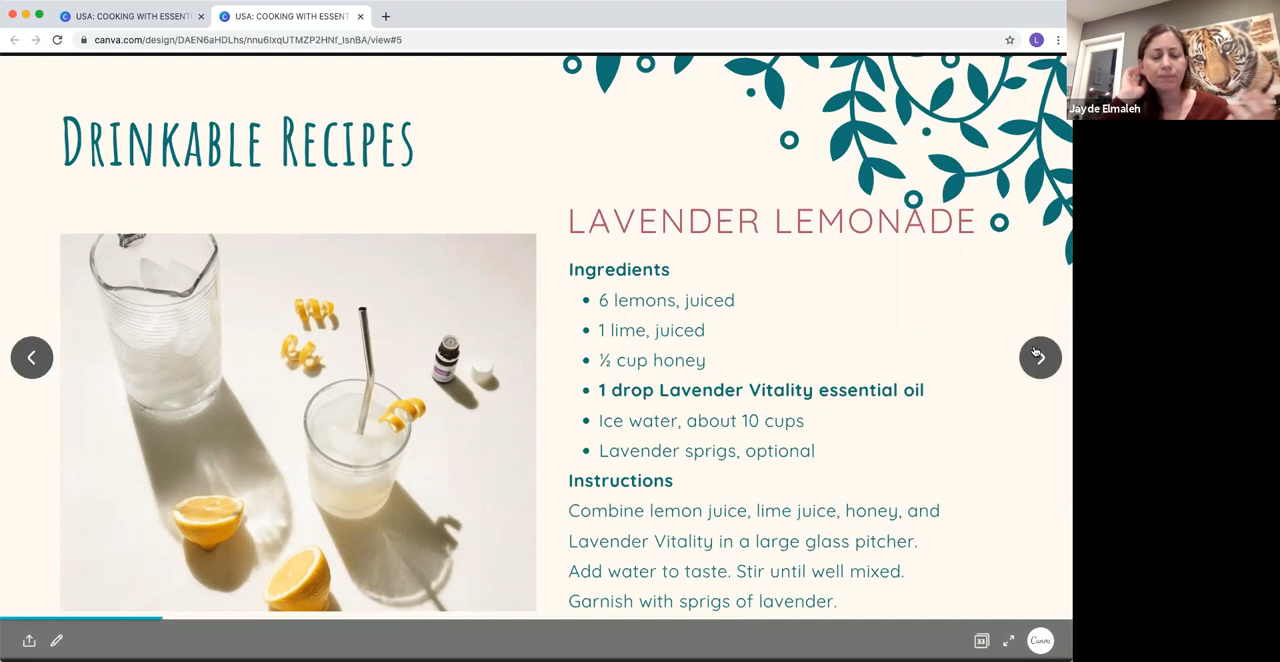 USA: COOKING WITH ESSENTI
USA: COOKING WITH ESSENT
canva.com/design/DAEN6aHDLhs/nnu6IxqUTMZP2HNf_IsnBA/view#5
L
Jayde Elmaleh
DRINKABLE RECIPES
LAVENDER LEMONADE
Ingredients
• 6 lemons, juiced
• 1 lime, juiced
• ½ cup honey
• 1 drop Lavender Vitality essential oil
• Ice water, about 10 cups
• Lavender sprigs, optional
Instructions
Combine lemon juice, lime juice, honey, and
Lavender Vitality in a large glass pitcher.
Add water to taste. Stir until well mixed.
Garnish with sprigs of lavender.
33
Canva